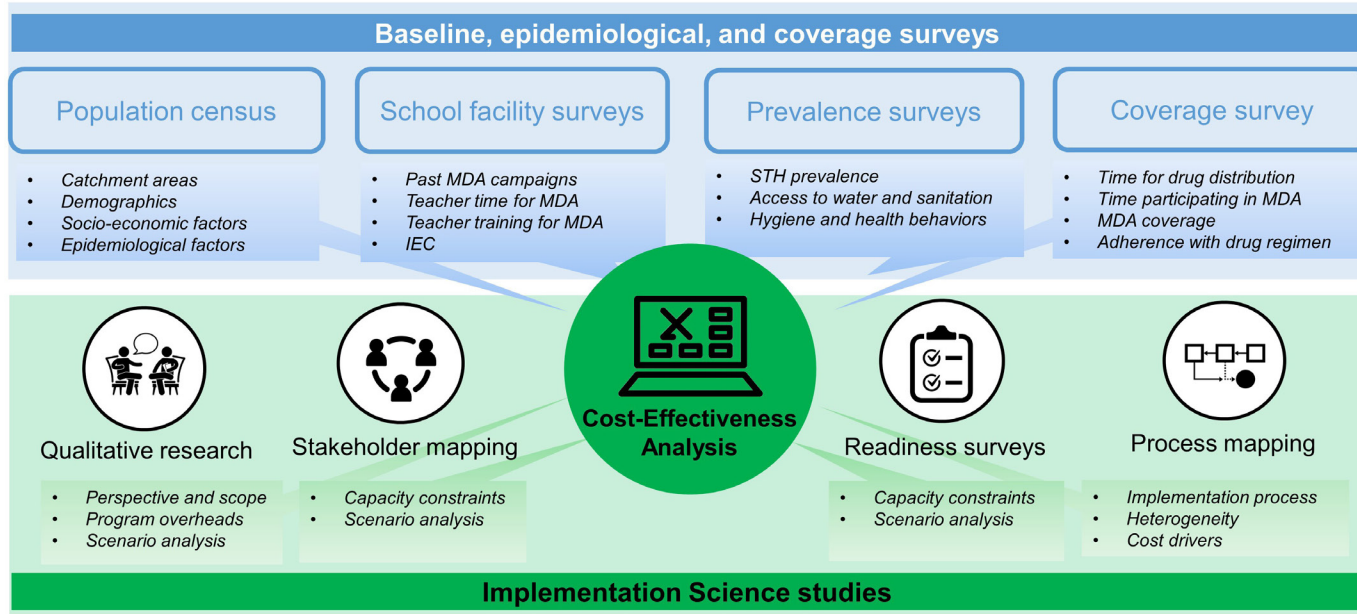 Baseline, epidemiological, and coverage surveys
Population census
School facility surveys
Prevalence surveys
Coverage survey
• Catchment areas
• Demographics
• Socio-economic factors
• Epidemiological factors
• Past MDA campaigns
• Teacher time for MDA
• Teacher training for MDA
• IEC
• STH prevalence
• Access to water and sanitation
• Hygiene and health behaviors
• Time for drug distribution
• Time participating in MDA
• MDA coverage
• Adherence with drug regimen
Cost-Effectiveness
Analysis
Qualitative research
Stakeholder mapping
Readiness surveys
Process mapping
• Perspective and scope
• Program overheads
• Scenario analysis
• Capacity constraints
• Scenario analysis
• Capacity constraints
• Scenario analysis
• Implementation process
• Heterogeneity
• Cost drivers
Implementation Science studies